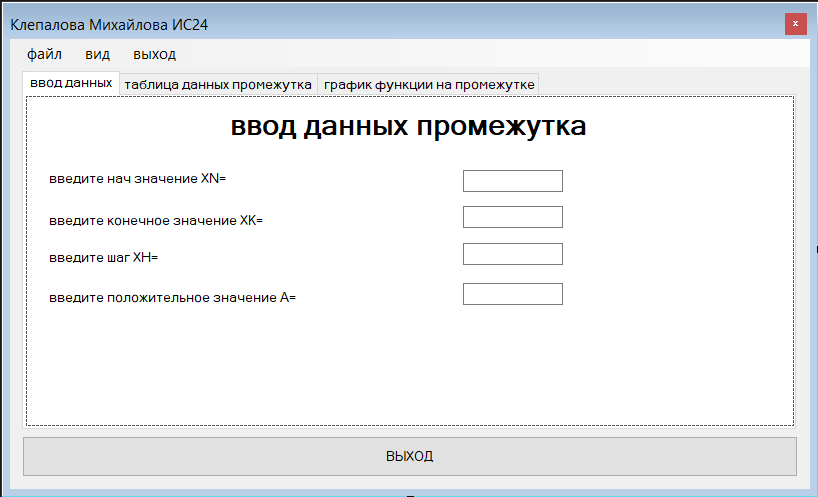 Клепалова Михайлова ИС24
файл вид выход
ввод данных таблица данных промежутка график функции на промежутке
ввод данных промежутка
введите нач значение XN=
введите конечное значение XK=
введите шаг XH=
введите положительное значение A=
ВЫХОД